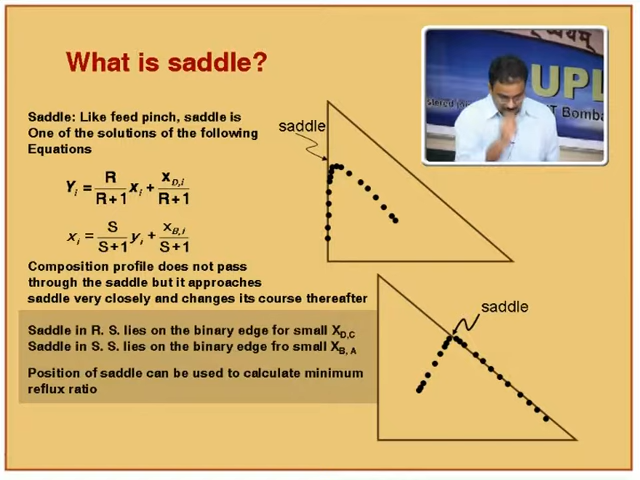 What is saddle?
Saddle: Like feed pinch, saddle is
One of the solutions of the following
Equations
Y_i = R/(R+1) x_i + x_{D,i}/(R+1)
x_i = S/(S+1) y_i + x_{B,i}/(S+1)
Composition profile does not pass
through the saddle but it approaches
saddle very closely and changes its course thereafter
Saddle in R. S. lies on the binary edge for small X_{D,C}
Saddle in S. S. lies on the binary edge fro small X_{B, A}
Position of saddle can be used to calculate minimum
reflux ratio
saddle
saddle
UPL
Bomba